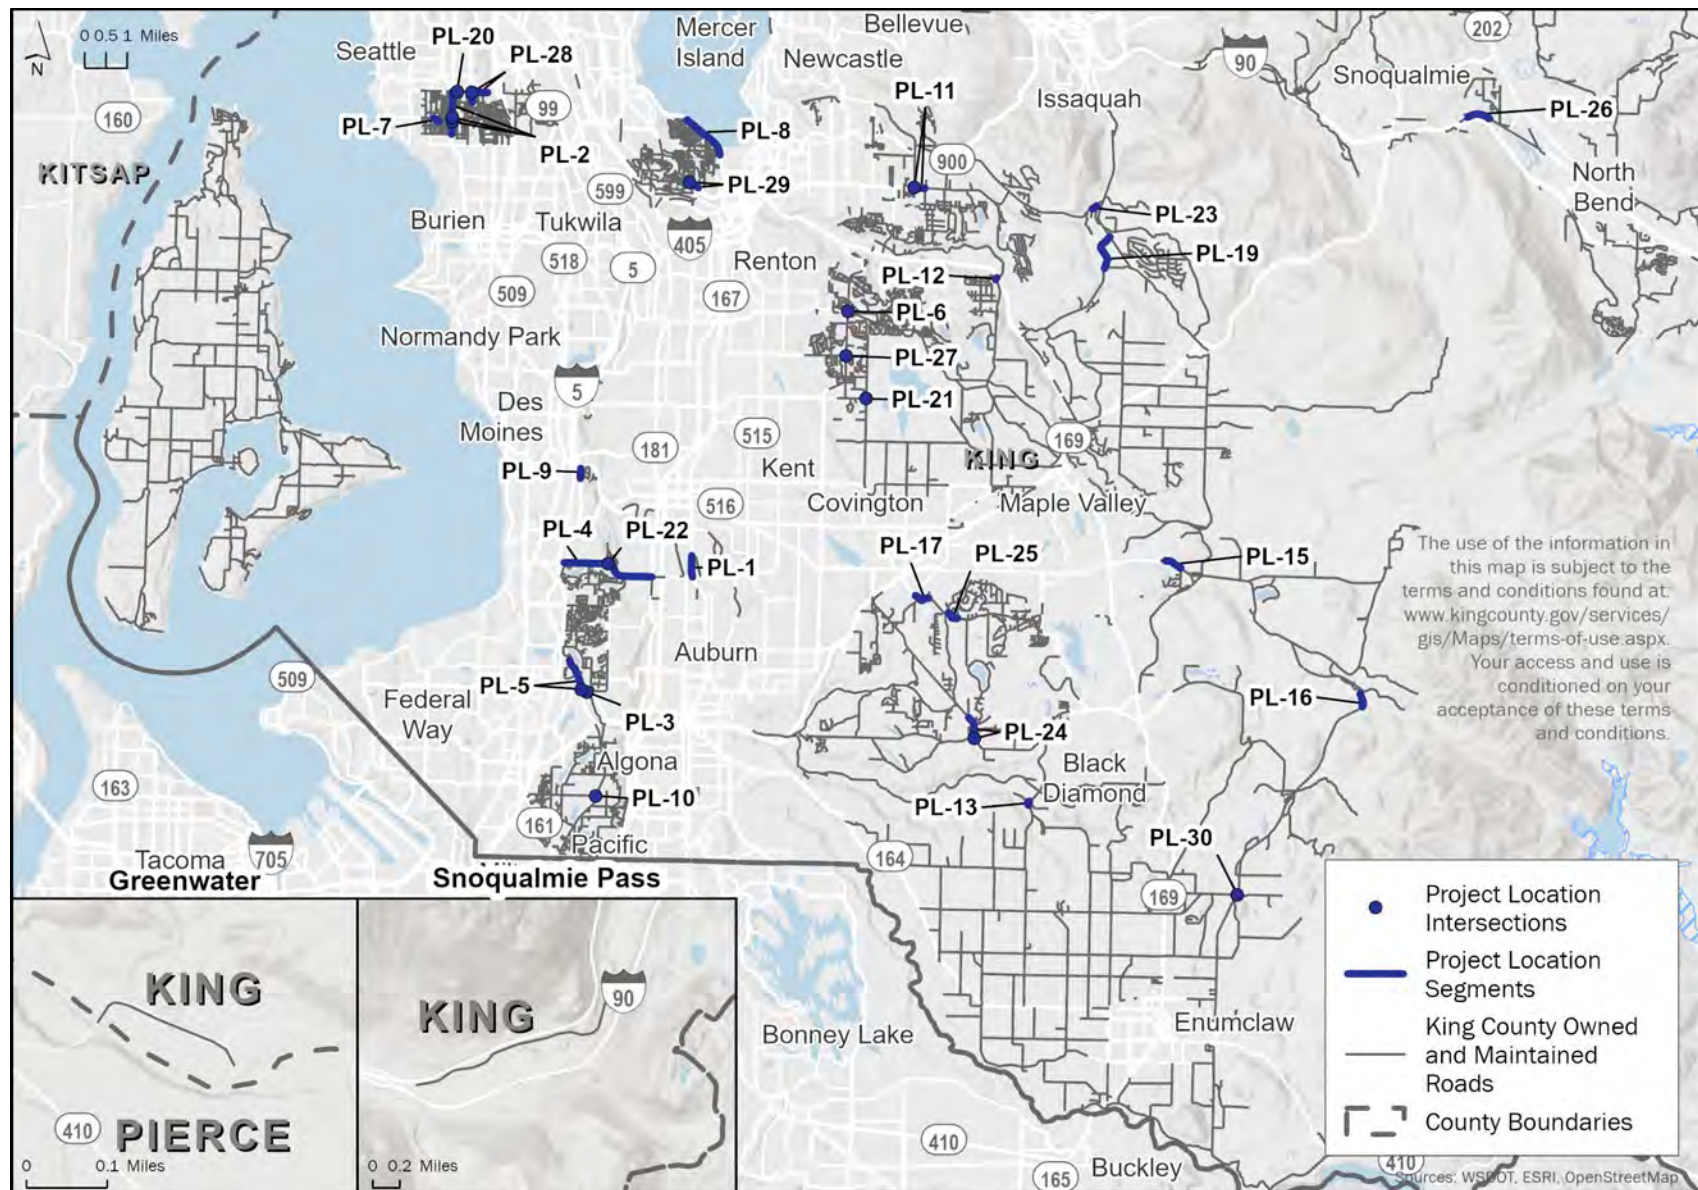 0 0.5 1 Miles
N
Seattle
PL-20
PL-28
Mercer
Island
Bellevue
Newcastle
90
202
Snoqualmie
160
PL-7
99
PL-2
PL-8
PL-11
Issaquah
PL-26
KITSAP
599
PL-29
900
North
Bend
Burien
Tukwila
405
PL-23
518
5
Renton
PL-19
509
167
PL-12
PL-6
Normandy Park
PL-27
5
PL-21
Des
Moines
181
515
169
KING
PL-9
Kent
516
Covington
Maple Valley
PL-4
PL-22
PL-1
PL-17
PL-25
PL-15
The use of the information in
this map is subject to the
terms and conditions found at:
www.kingcounty.gov/services/
gis/Maps/terms-of-use.aspx.
Your access and use is
conditioned on your
acceptance of these terms
and conditions.
Auburn
509
PL-5
Federal
Way
PL-3
PL-16
PL-24
Algona
Black
Diamond
163
PL-10
PL-13
161
Pacific
705
Tacoma
164
PL-30
169
Greenwater
Snoqualmie Pass
Project Location
Intersections
Project Location
Segments
King County Owned
and Maintained
Roads
County Boundaries
KING
PIERCE
410
0 0.1 Miles
KING
90
0 0.2 Miles
Bonney Lake
Enumclaw
410
165
Buckley
410
Sources: WSDOT, ESRI, OpenStreetMap